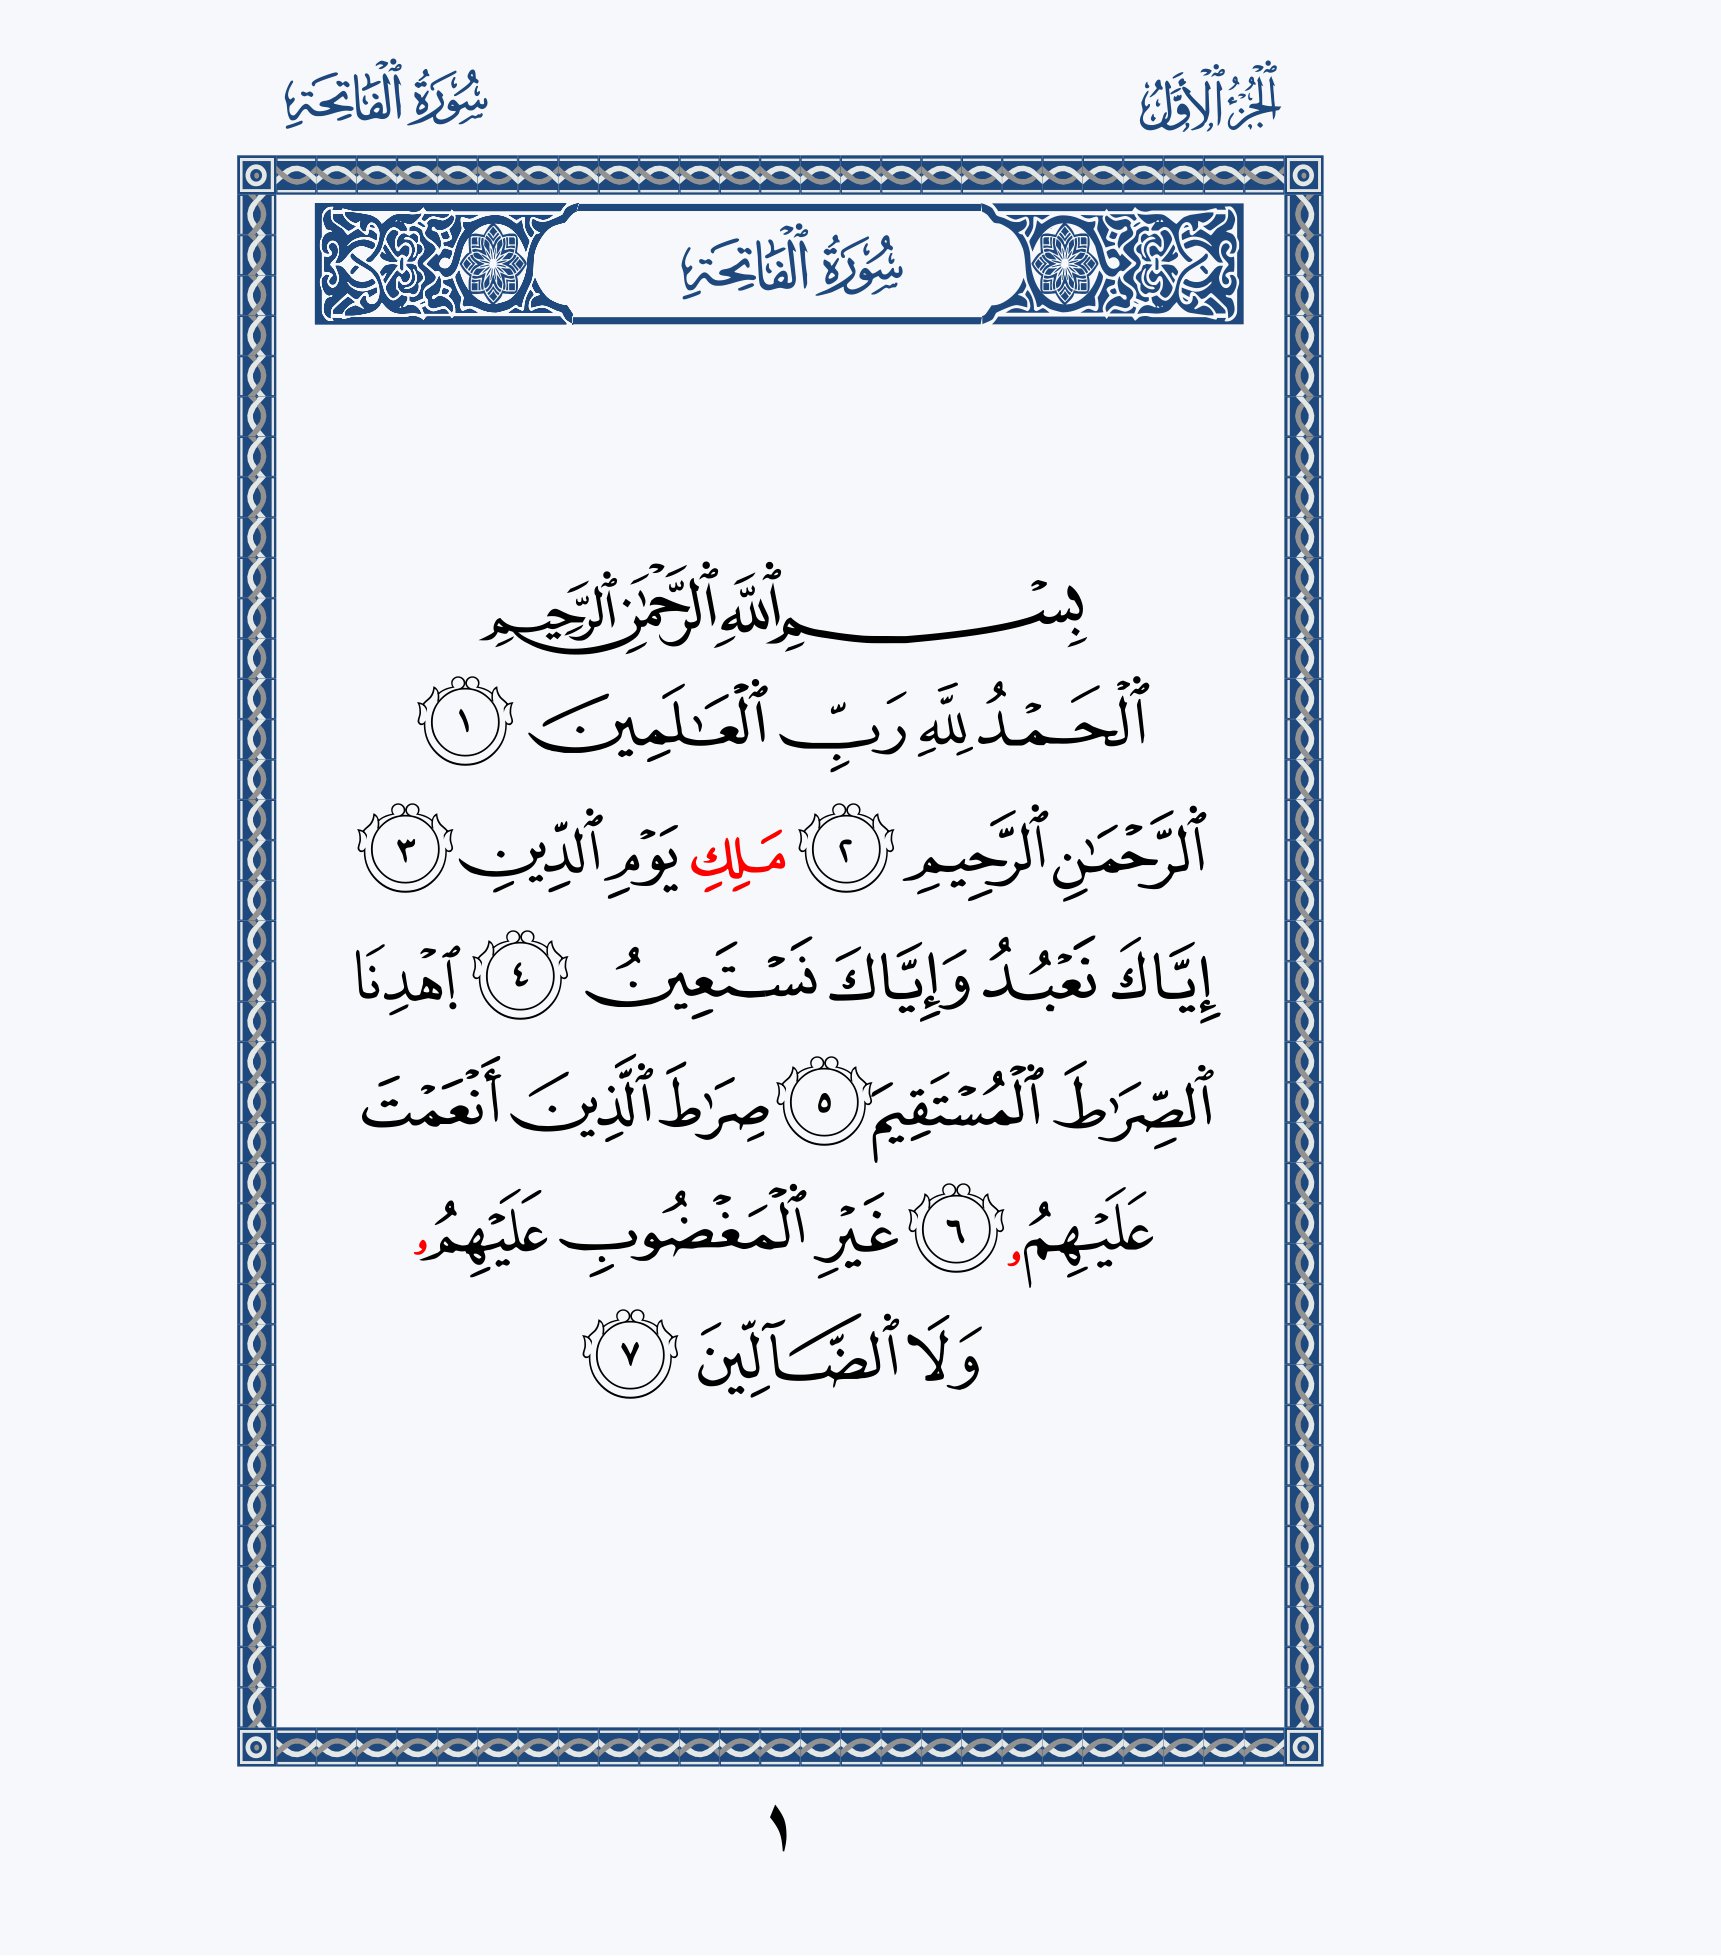 ٱلۡجُزۡءُ ٱلۡأَوَّلُ
سُورَةُ ٱلۡفَاتِحَةِ
سُورَةُ ٱلۡفَاتِحَةِ
بِسۡمِ ٱللَّهِ ٱلرَّحۡمَٰنِ ٱلرَّحِيمِ
ٱلۡحَمۡدُ لِلَّهِ رَبِّ ٱلۡعَٰلَمِينَ ١
ٱلرَّحۡمَٰنِ ٱلرَّحِيمِ ٢ مَلِكِ يَوۡمِ ٱلدِّينِ ٣
إِيَّاكَ نَعۡبُدُ وَإِيَّاكَ نَسۡتَعِينُ ٤ ٱهۡدِنَا
ٱلصِّرَٰطَ ٱلۡمُسۡتَقِيمَ ٥ صِرَٰطَ ٱلَّذِينَ أَنۡعَمۡتَ
عَلَيۡهِمُۥ ٦ غَيۡرِ ٱلۡمَغۡضُوبِ عَلَيۡهِمُۥ
وَلَا ٱلضَّآلِّينَ ٧
١